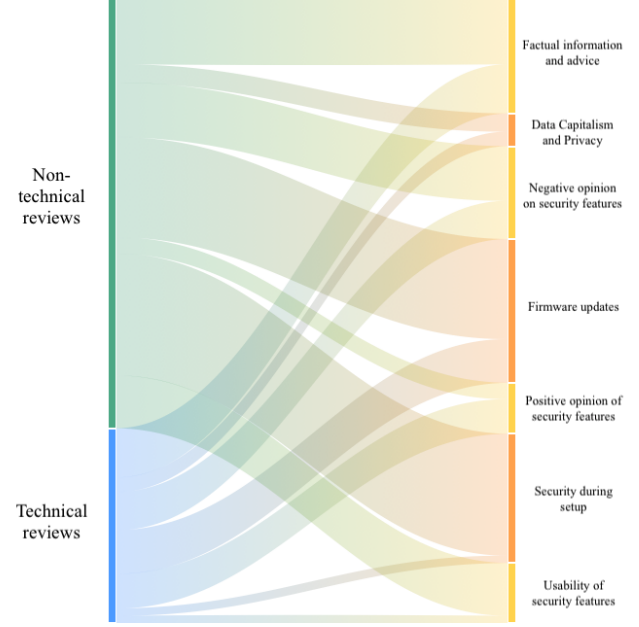 Non-
technical
reviews
Technical
reviews
Factual information
and advice
Data Capitalism
and Privacy
Negative opinion
on security features
Firmware updates
Positive opinion of
security features
Security during
setup
Usability of
security features